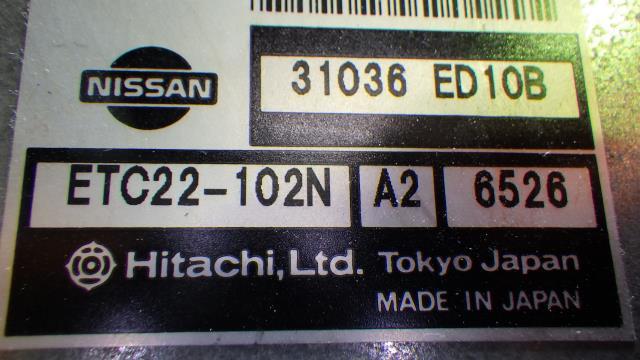 NISSAN
31036 ED10B
ETC22-102N A2 6526
Hitachi, Ltd. Tokyo Japan
MADE IN JAPAN